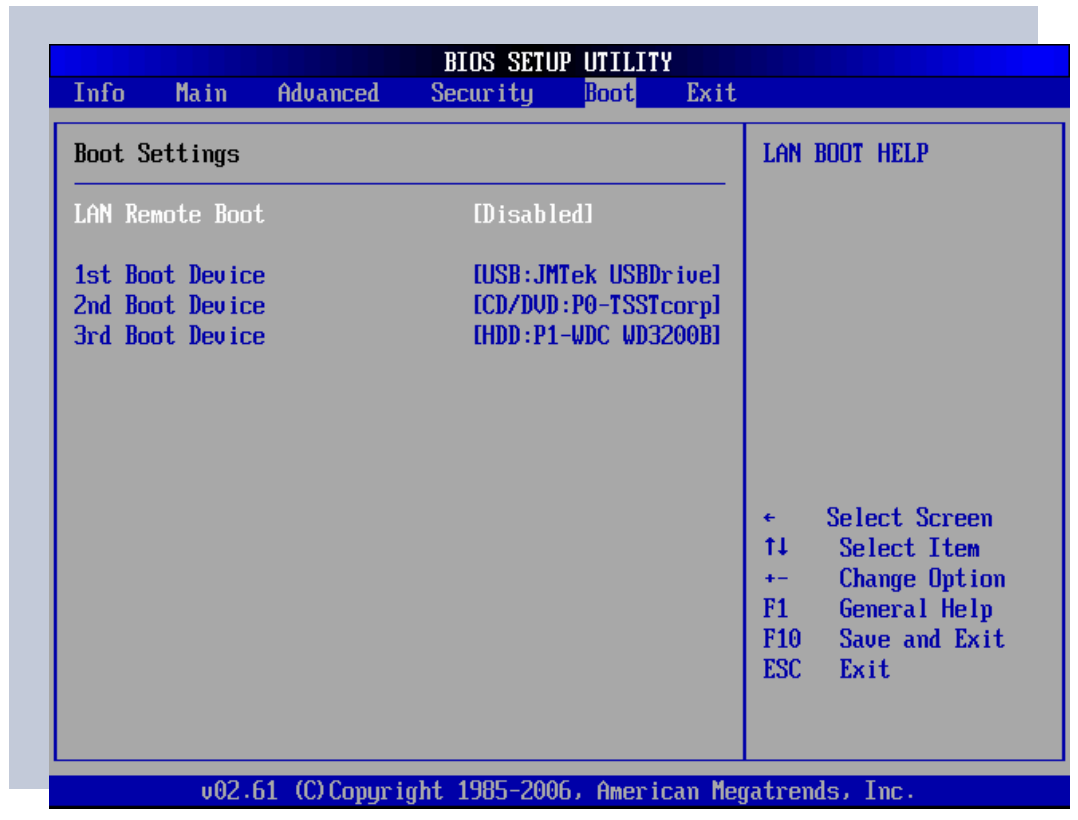 BIOS SETUP UTILITY
Info Main Advanced Security Boot Exit
Boot Settings
LAN Remote Boot [Disabled]
1st Boot Device [USB:JMTek USBDrive]
2nd Boot Device [CD/DVD:P0-TSSTcorp]
3rd Boot Device [HDD:P1-WDC WD3200B]
LAN BOOT HELP
← Select Screen
↑↓ Select Item
+- Change Option
F1 General Help
F10 Save and Exit
ESC Exit
v02.61 (C)Copyright 1985-2006, American Megatrends, Inc.